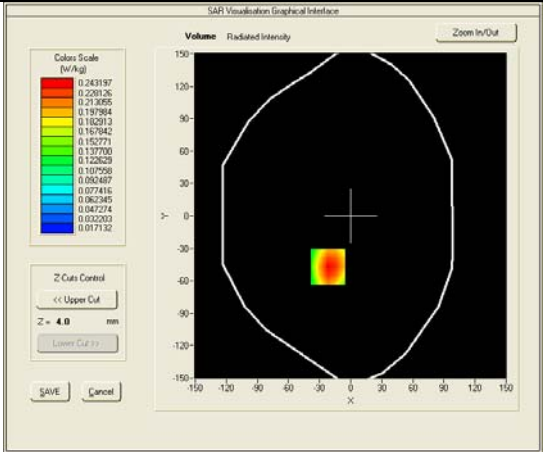 SAR Visualisation Graphical Interface
Volume Radiated Intensity
Zoom In/Out
Colors Scale
(W/kg)
0.243197
0.228126
0.213055
0.197984
0.182913
0.167842
0.152771
0.137700
0.122629
0.107558
0.092487
0.077416
0.062345
0.047274
0.032203
0.017132
Z-Cuts Control
<< Upper Cut
Z = 4.0 mm
Lower Cut >>
SAVE Cancel
150-
120-
90-
60-
30-
Y 0-
-30-
-60-
-90-
-120-
-150-
-150 -120 -90 -60 -30 0 30 60 90 120 150
X